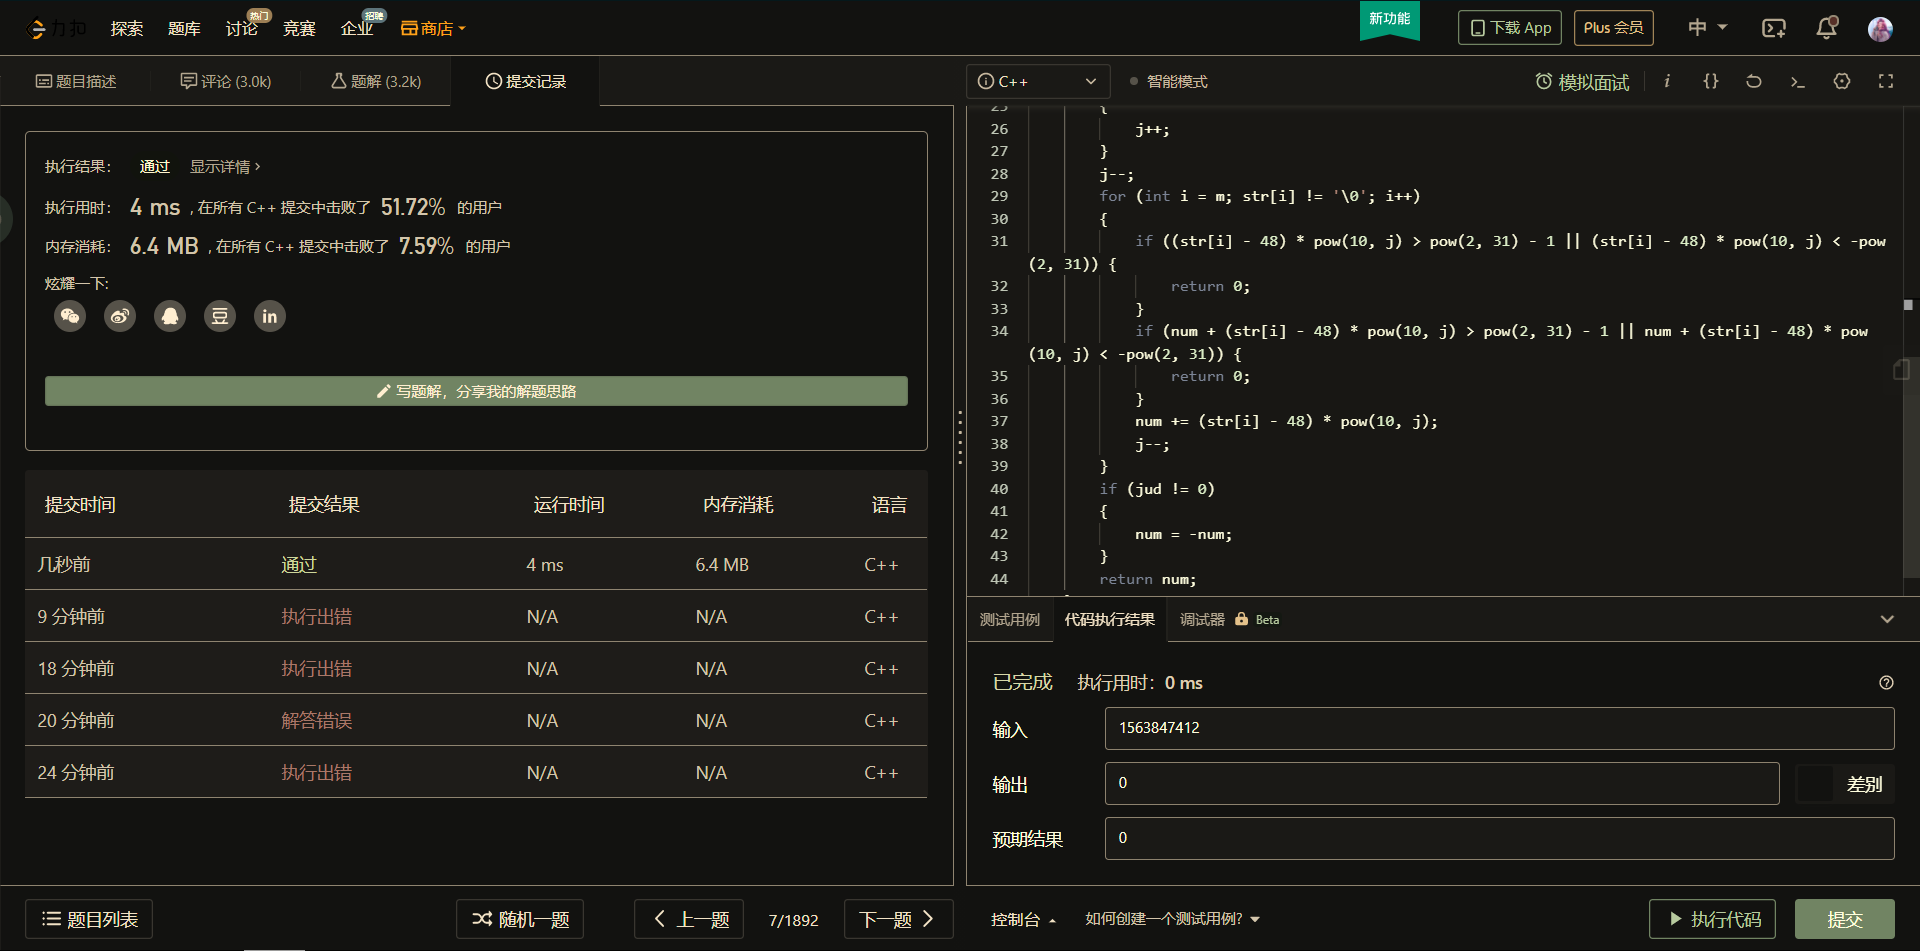 力扣 探索 题库 讨论 热门 竞赛 企业 招聘 商店 新功能 下载 App Plus 会员 中
题目描述 评论 (3.0k) 题解 (3.2k) 提交记录
执行结果： 通过 显示详情 >
执行用时： 4 ms , 在所有 C++ 提交中击败了 51.72% 的用户
内存消耗： 6.4 MB , 在所有 C++ 提交中击败了 7.59% 的用户
炫耀一下:
豆 in
写题解，分享我的解题思路
提交时间 提交结果 运行时间 内存消耗 语言
几秒前 通过 4 ms 6.4 MB C++
9 分钟前 执行出错 N/A N/A C++
18 分钟前 执行出错 N/A N/A C++
20 分钟前 解答错误 N/A N/A C++
24 分钟前 执行出错 N/A N/A C++
题目列表 随机一题 上一题 7/1892 下一题
C++ 智能模式 模拟面试 i {}
25 {
26 j++;
27 }
28 j--;
29 for (int i = m; str[i] != '\0'; i++)
30 {
31 if ((str[i] - 48) * pow(10, j) > pow(2, 31) - 1 || (str[i] - 48) * pow(10, j) < -pow
(2, 31)) {
32 return 0;
33 }
34 if (num + (str[i] - 48) * pow(10, j) > pow(2, 31) - 1 || num + (str[i] - 48) * pow
(10, j) < -pow(2, 31)) {
35 return 0;
36 }
37 num += (str[i] - 48) * pow(10, j);
38 j--;
39 }
40 if (jud != 0)
41 {
42 num = -num;
43 }
44 return num;
测试用例 代码执行结果 调试器 Beta
已完成 执行用时：0 ms
输入 1563847412
输出 0 差别
预期结果 0
控制台 如何创建一个测试用例? 执行代码 提交